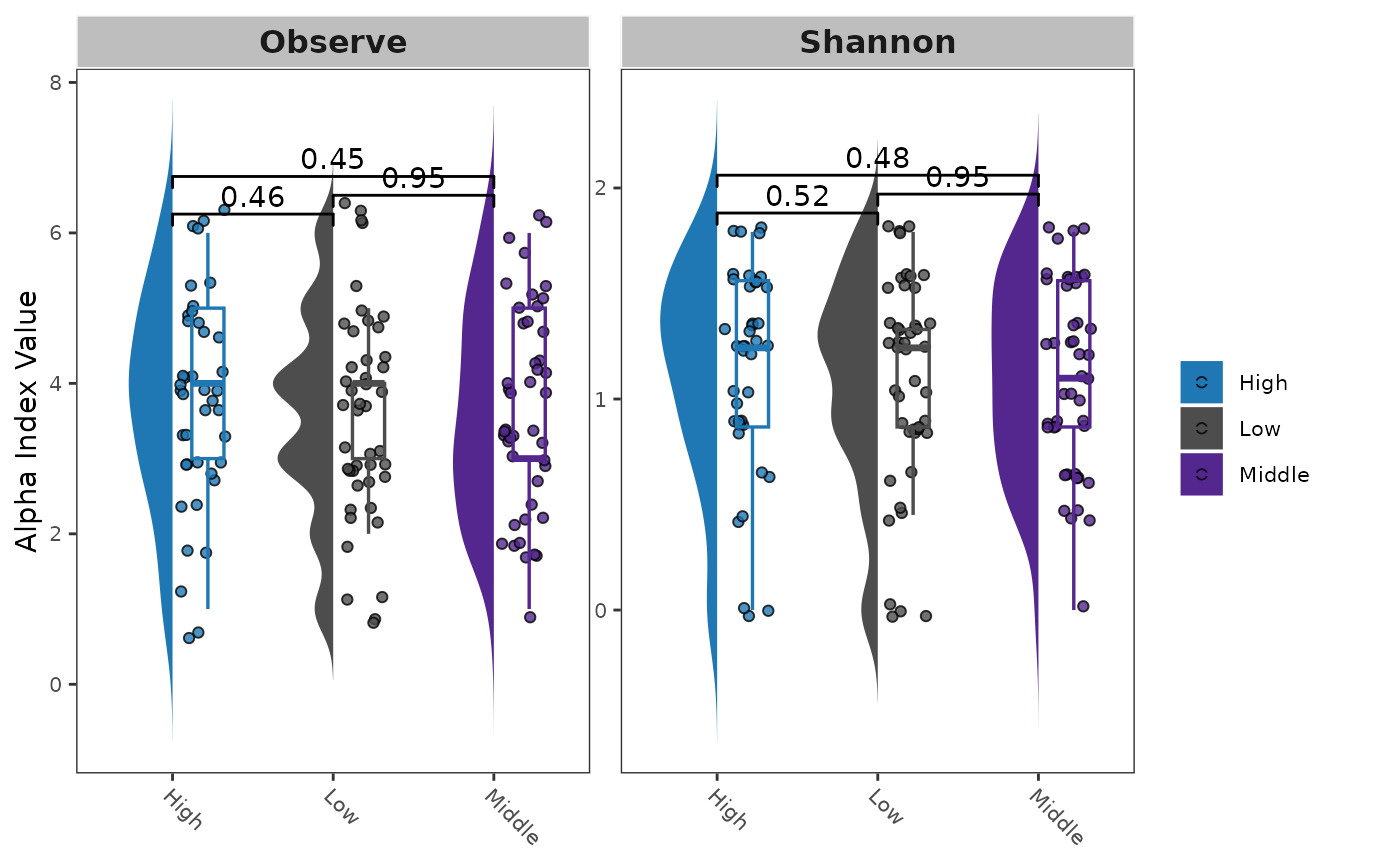 Observe
Shannon
Alpha Index Value
8
6
4
2
0
0.45
0.95
0.46
High
Low
Middle
2
1
0
0.48
0.95
0.52
High
Low
Middle
High
Low
Middle